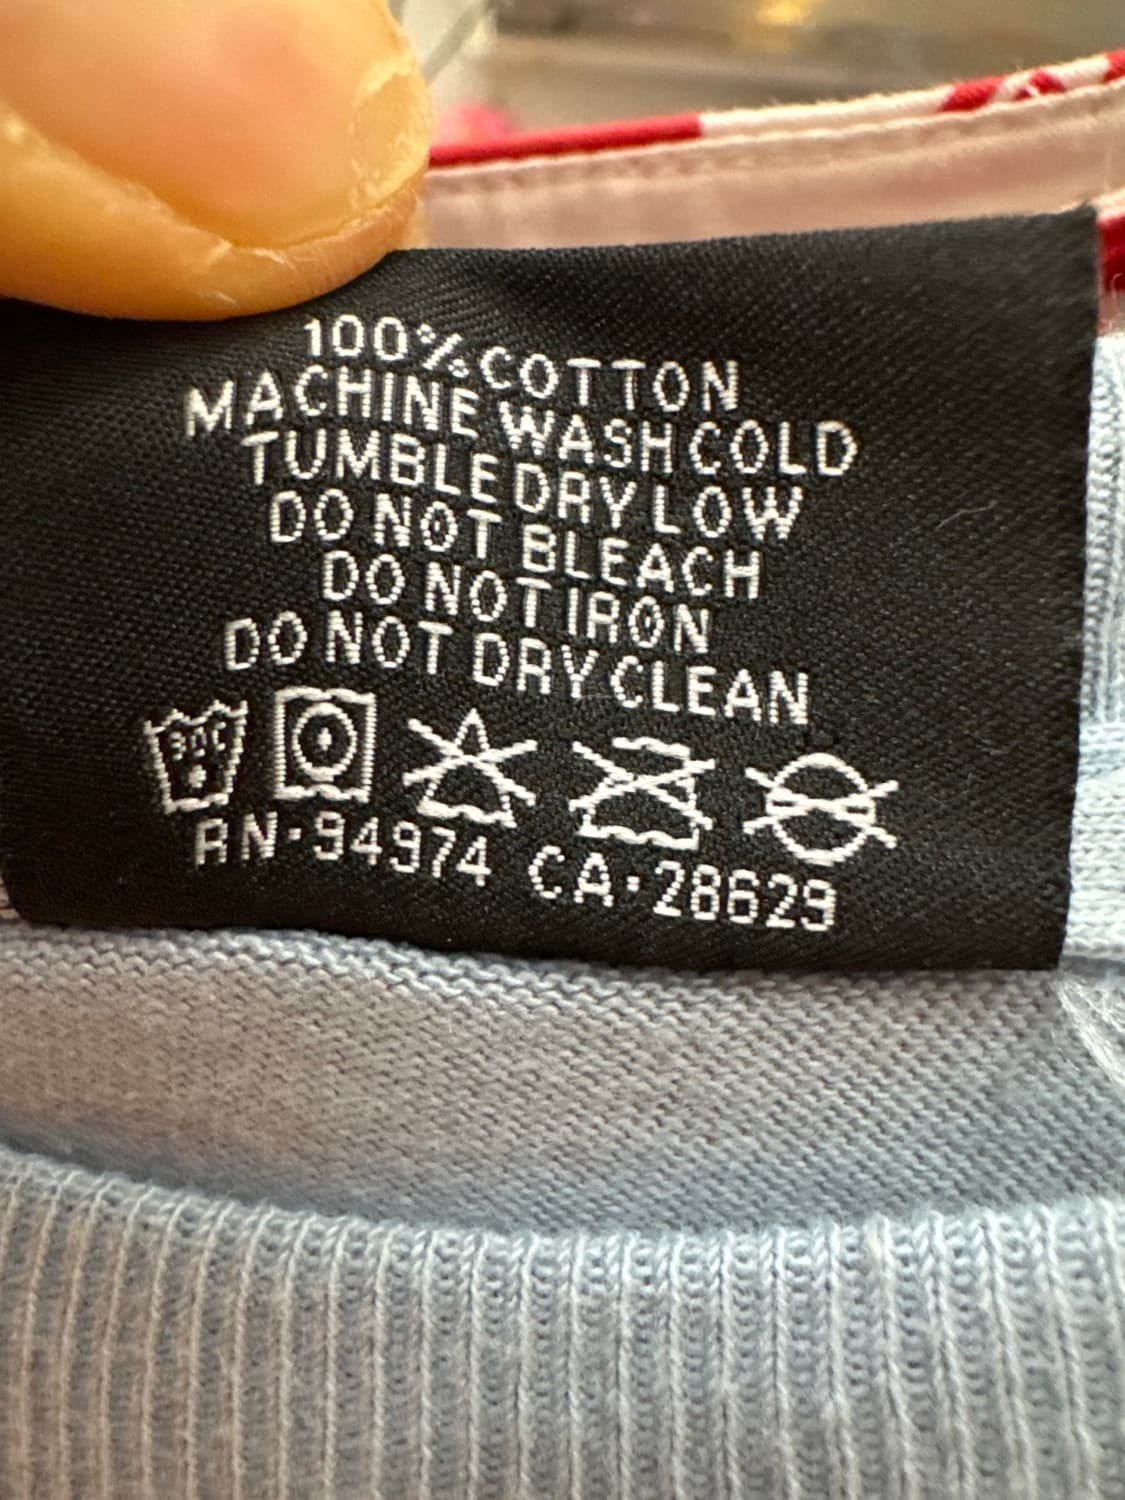 100% COTTON
MACHINE WASH COLD
TUMBLE DRY LOW
DO NOT BLEACH
DO NOT IRON
DO NOT DRY CLEAN
30C
RN·94974 CA·28629